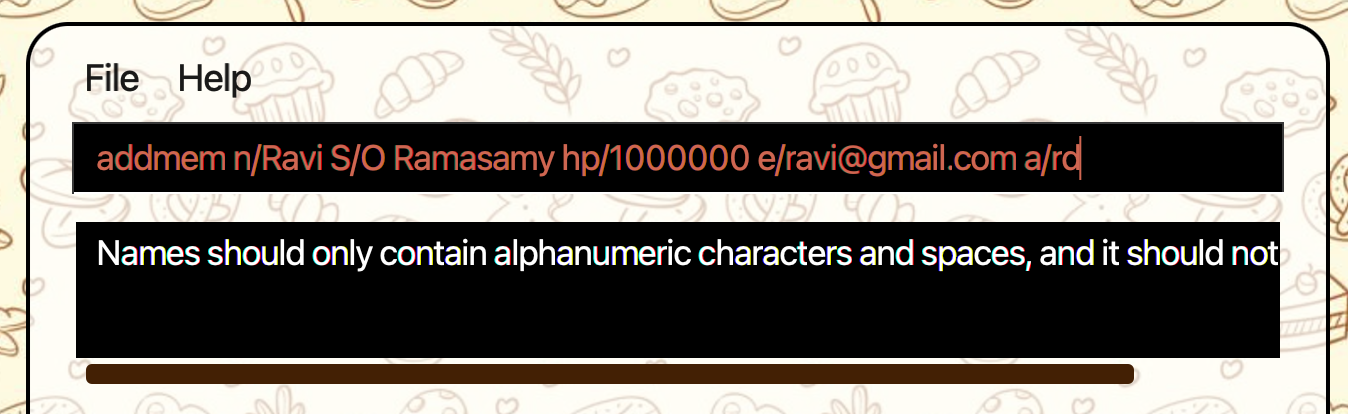 File Help
addmem n/Ravi S/O Ramasamy hp/1000000 e/ravi@gmail.com a/rd
Names should only contain alphanumeric characters and spaces, and it should not